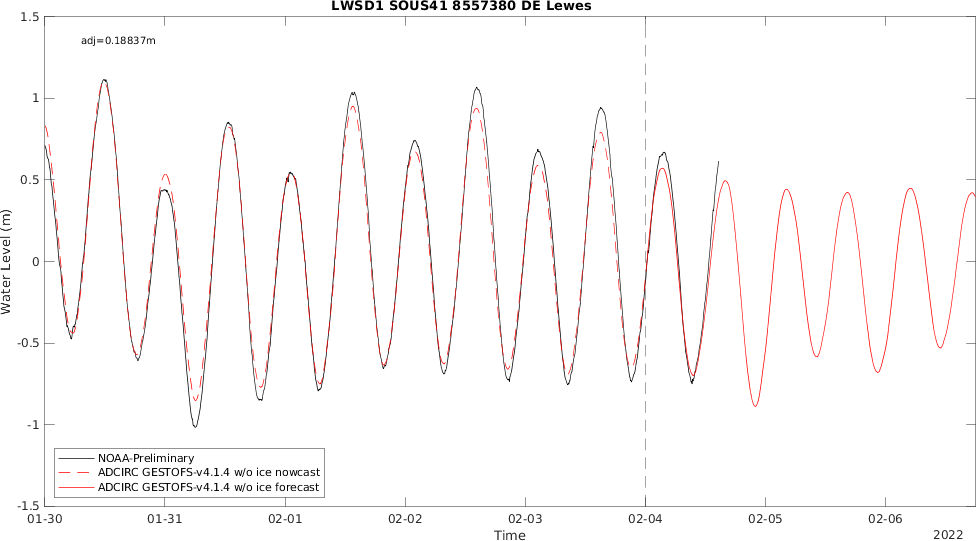 LWSD1 SOUS41 8557380 DE Lewes
adj=0.18837m
1.5
1
0.5
0
-0.5
-1
-1.5
Water Level (m)
NOAA-Preliminary
ADCIRC GESTOFS-v4.1.4 w/o ice nowcast
ADCIRC GESTOFS-v4.1.4 w/o ice forecast
01-30 01-31 02-01 02-02 02-03 02-04 02-05 02-06
Time
2022